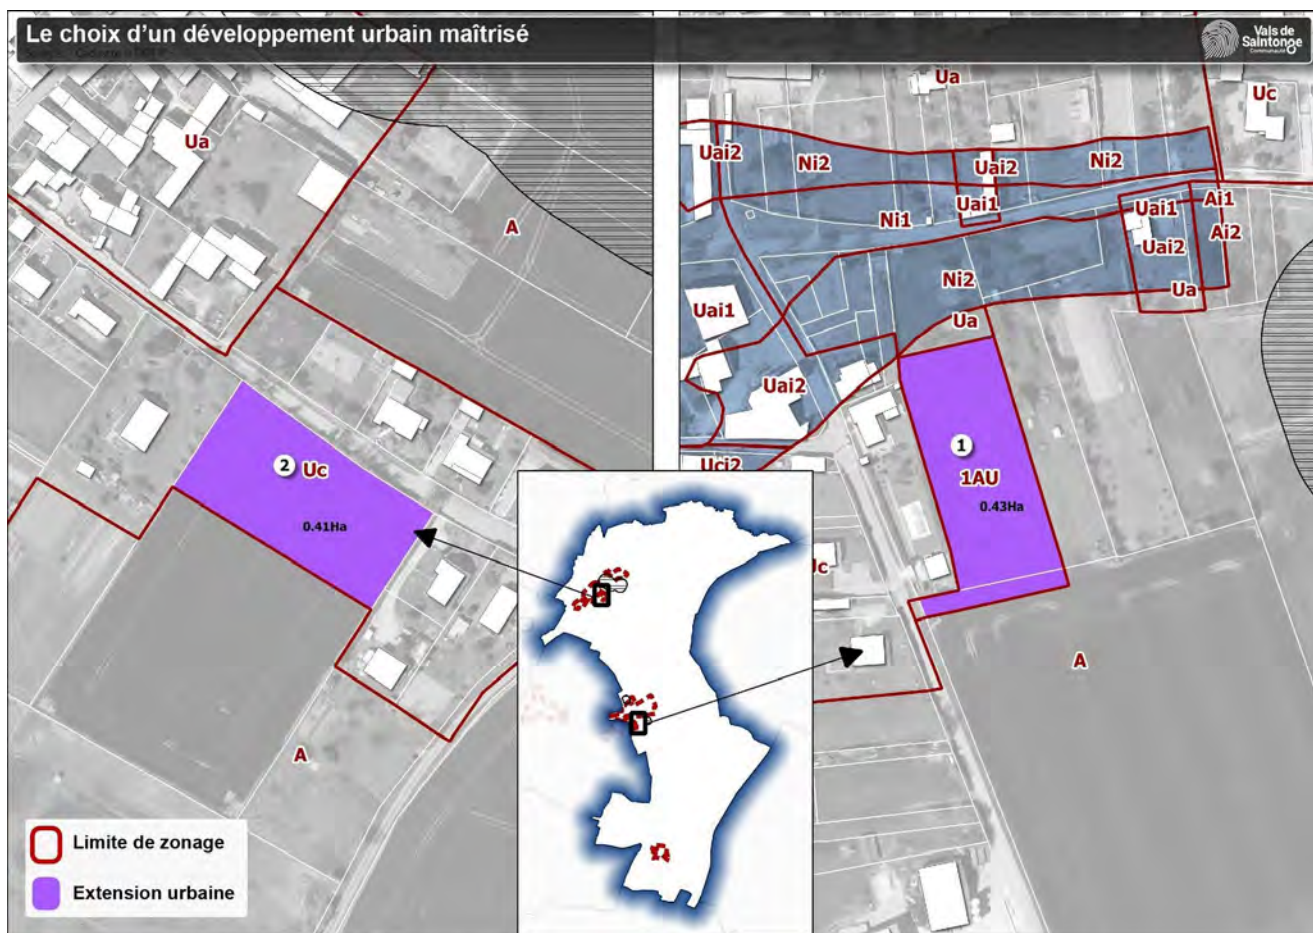 Le choix d'un développement urbain maîtrisé
Vals de
Saintonge
Communauté
Ua
A
2
Uc
0.41Ha
A
Limite de zonage
Extension urbaine
Ua
Uc
Uai2
Ni2
Uai2
Ni2
Ni1
Uai1
Uai1
Ai1
Uai2
Ai2
Ni2
Ua
Uai1
Ua
Uai2
Uci2
1
1AU
0.43Ha
Uc
A